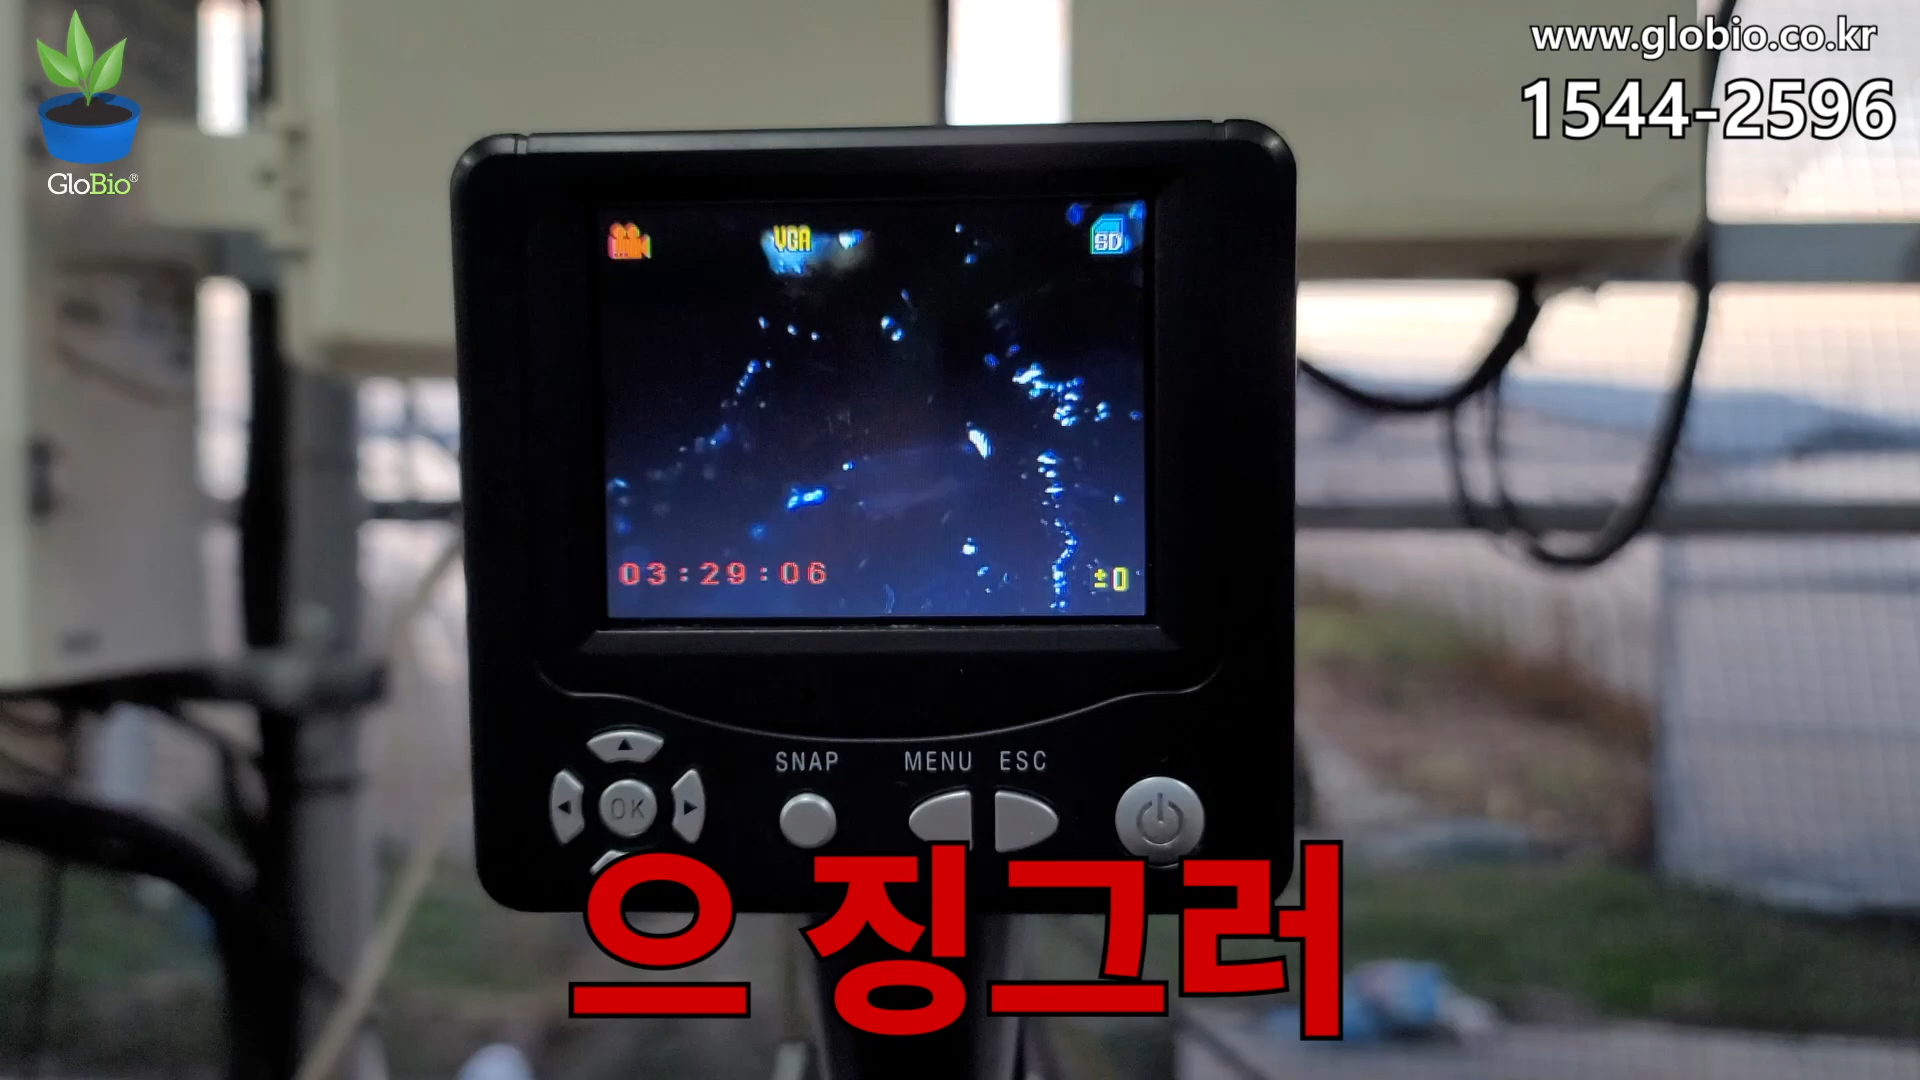 www.globio.co.kr
1544-2596
GloBio®
VGA
SD
03:29:06
±0
SNAP
MENU
ESC
OK
으 징그러